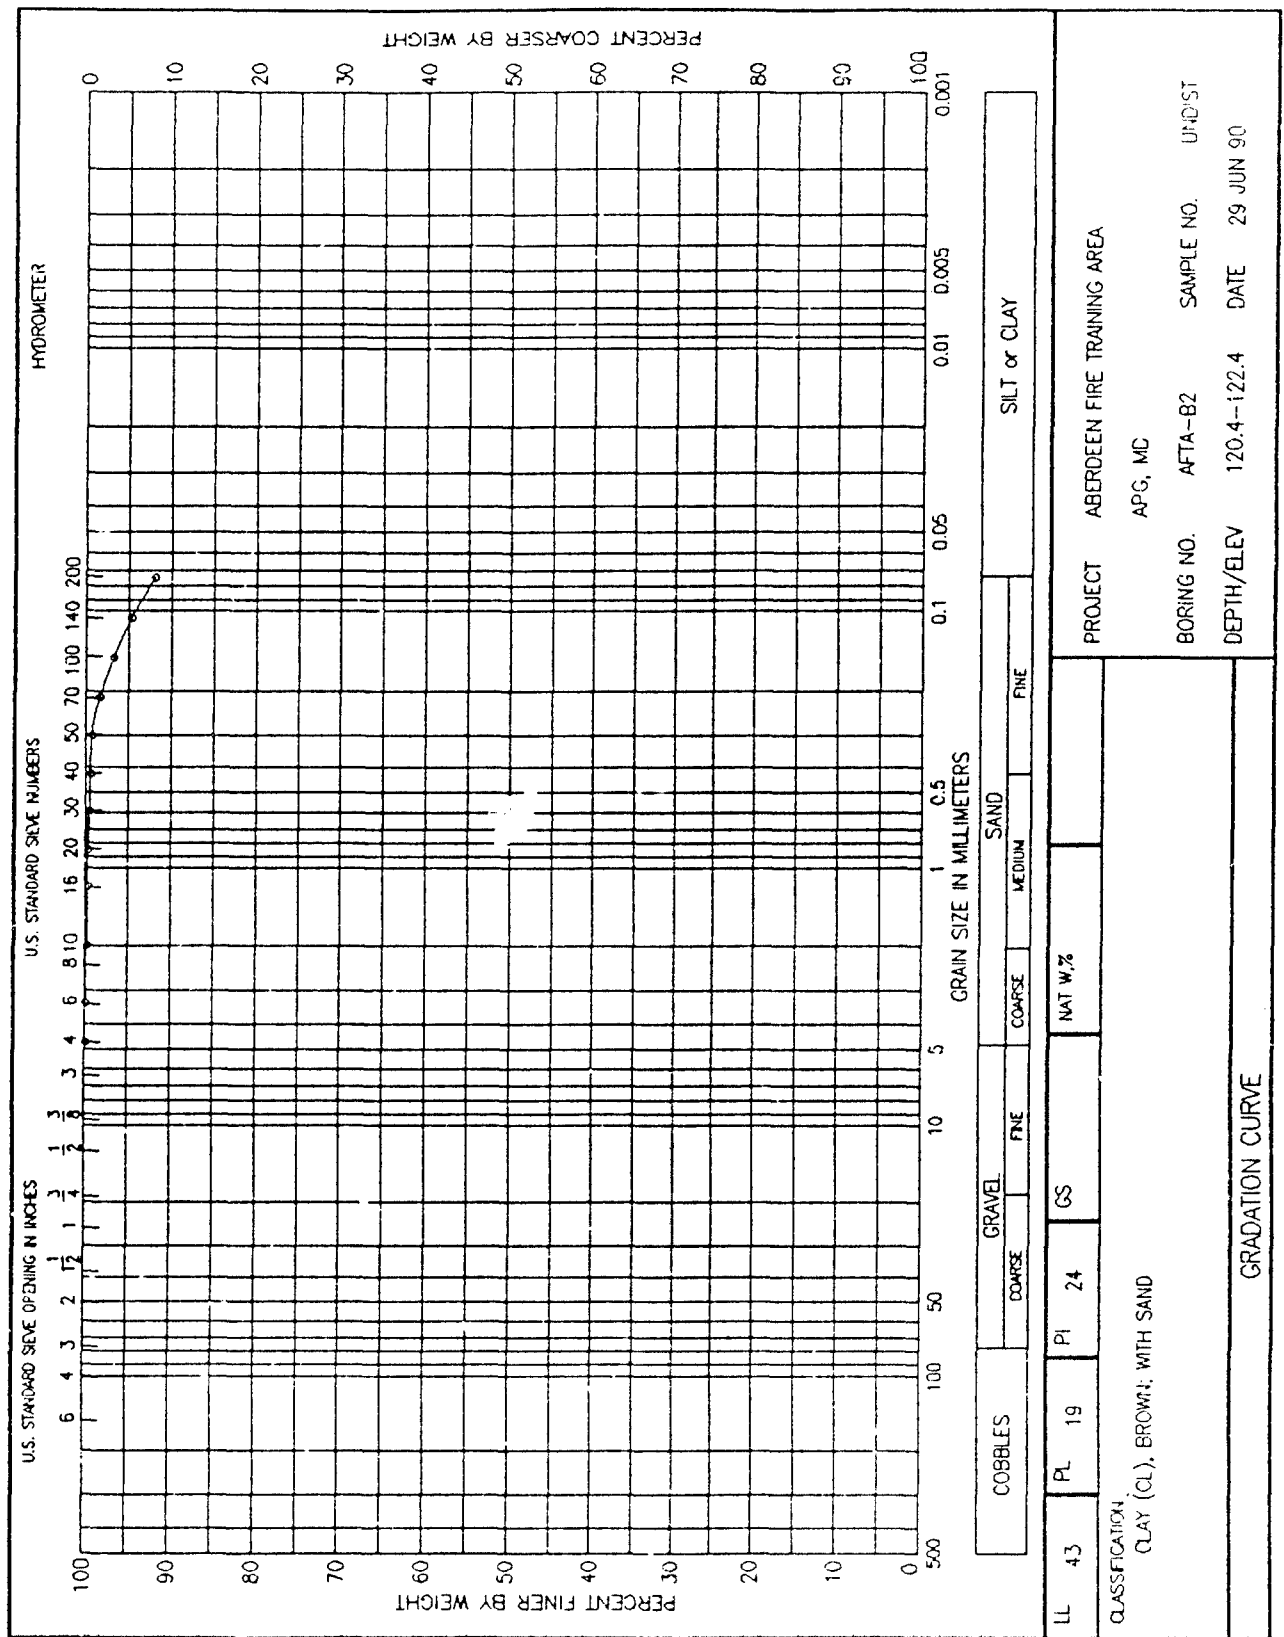 U.S. STANDARD SIEVE OPENING IN INCHES U.S. STANDARD SIEVE NUMBERS HYDROMETER
6 4 3 2 1½ 1 ¾ ½ ⅜ 3 4 6 8 10 16 20 30 40 50 70 100 140 200
PERCENT FINER BY WEIGHT
100
90
80
70
60
50
40
30
20
10
0
PERCENT COARSER BY WEIGHT
0
10
20
30
40
50
60
70
80
90
100
500 100 50 10 5 1 0.5 0.1 0.05 0.01 0.005 0.001
GRAIN SIZE IN MILLIMETERS
COBBLES GRAVEL SAND SILT or CLAY
COARSE FINE COARSE MEDIUM FINE
LL 43 PL 19 PI 24 GS NAT W,%
CLASSIFICATION
CLAY (CL), BROWN; WITH SAND
PROJECT ABERDEEN FIRE TRAINING AREA
APG, MD
BORING NO. AFTA-B2 SAMPLE NO. UNDIST
DEPTH/ELEV 120.4-122.4 DATE 29 JUN 90
GRADATION CURVE